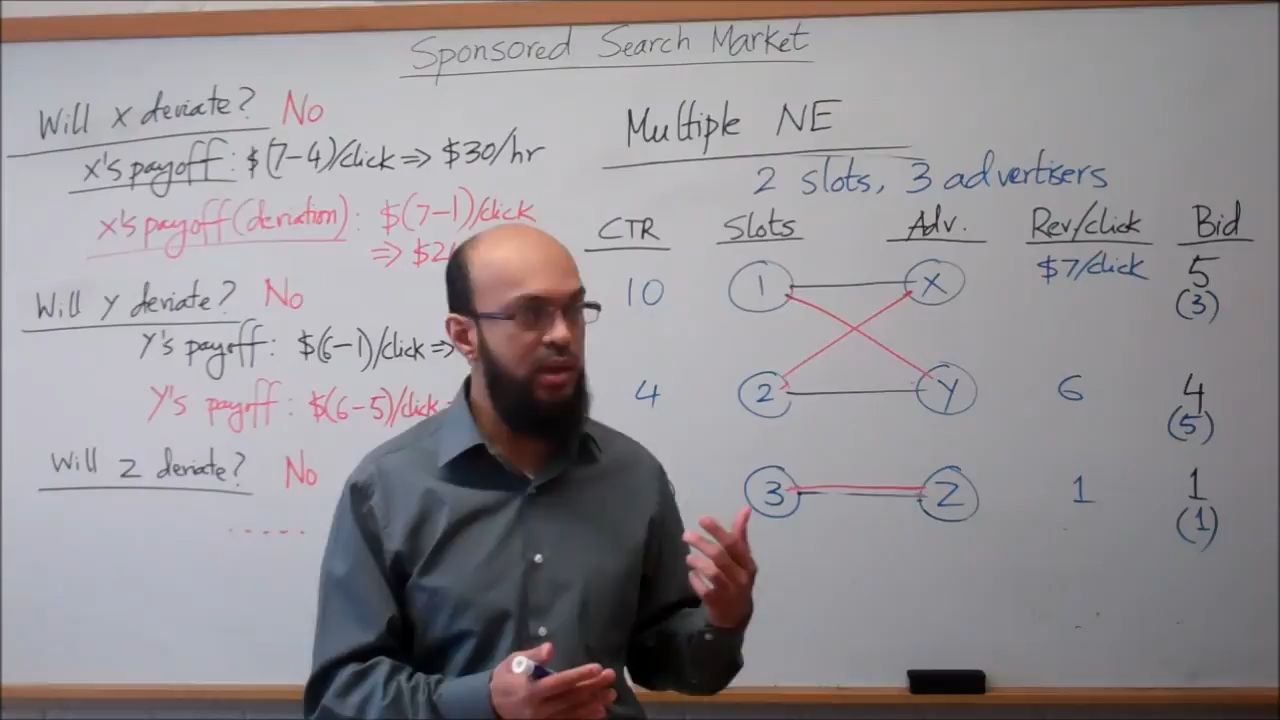 Sponsored Search Market
Will x deviate? No
x's payoff: $(7-4)/click ⇒ $30/hr
x's payoff(deviation): $(7-1)/click
⇒ $2
Will y deviate? No
Y's payoff: $(6-1)/click ⇒
Y's payoff: $(6-5)/click
Will z deviate? No
......
Multiple NE
2 slots, 3 advertisers
CTR Slots Adv. Rev/click Bid
10 1 X $7/click 5
(3)
4 2 Y 6 4
(5)
3 Z 1 1
(1)